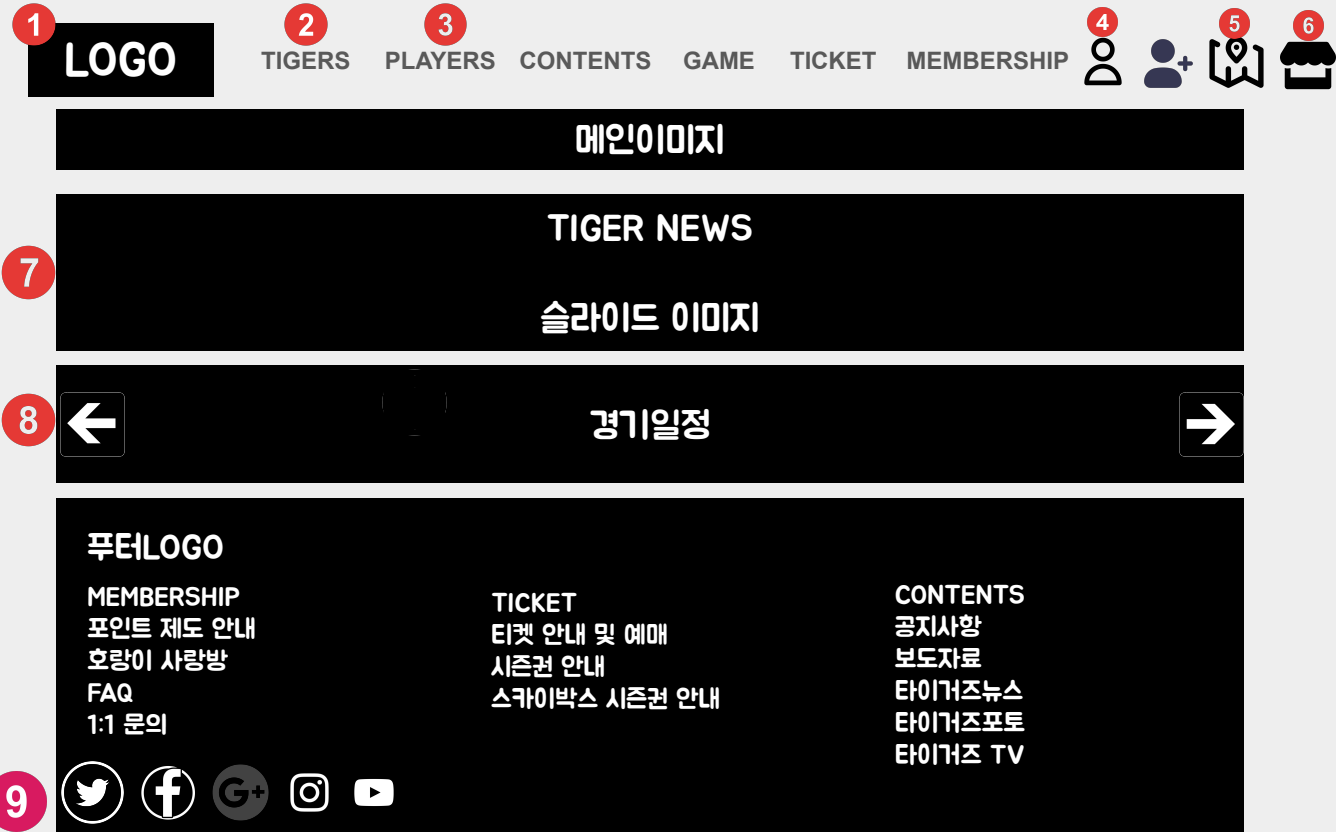 1
LOGO
2
TIGERS
3
PLAYERS
CONTENTS
GAME
TICKET
MEMBERSHIP
4
5
6
메인이미지
7
TIGER NEWS
슬라이드 이미지
8
경기일정
푸터LOGO
MEMBERSHIP
포인트 제도 안내
호랑이 사랑방
FAQ
1:1 문의
TICKET
티켓 안내 및 예매
시즌권 안내
스카이박스 시즌권 안내
CONTENTS
공지사항
보도자료
타이거즈뉴스
타이거즈포토
타이거즈 TV
9
G+